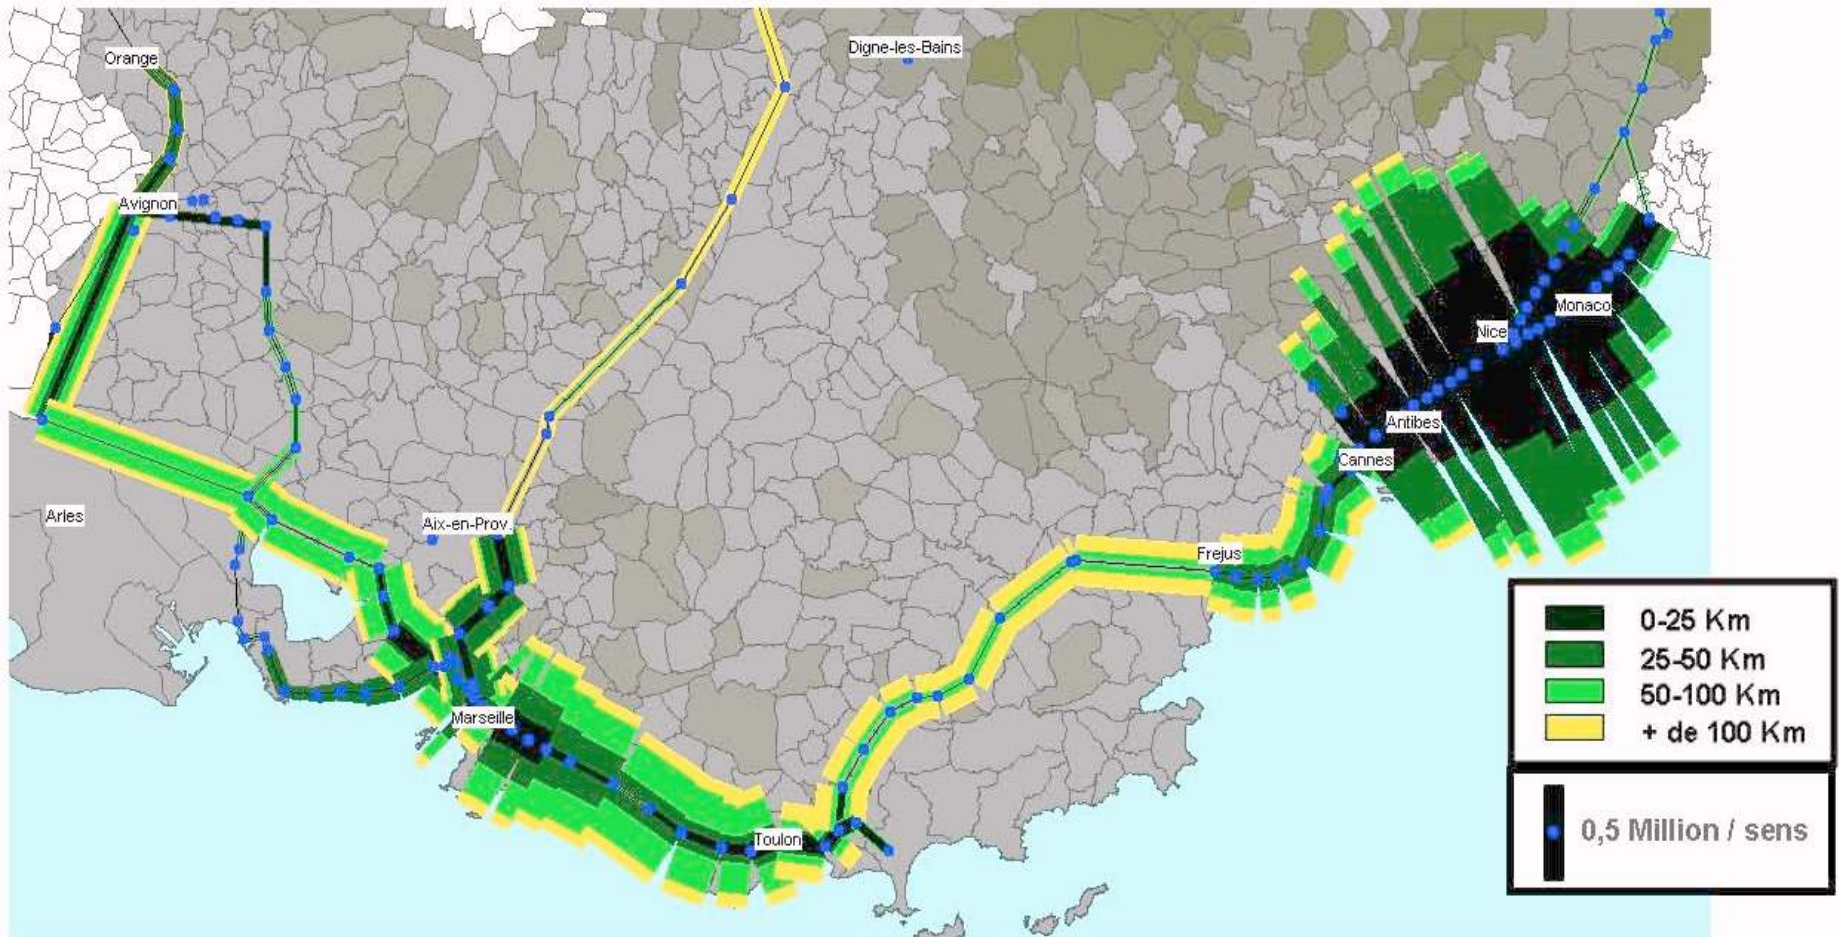 Orange
Digne-les-Bains
Avignon
Monaco
Nice
Antibes
Cannes
Arles
Aix-en-Prov.
Frejus
Marseille
Toulon
0-25 Km
25-50 Km
50-100 Km
+ de 100 Km
0,5 Million / sens